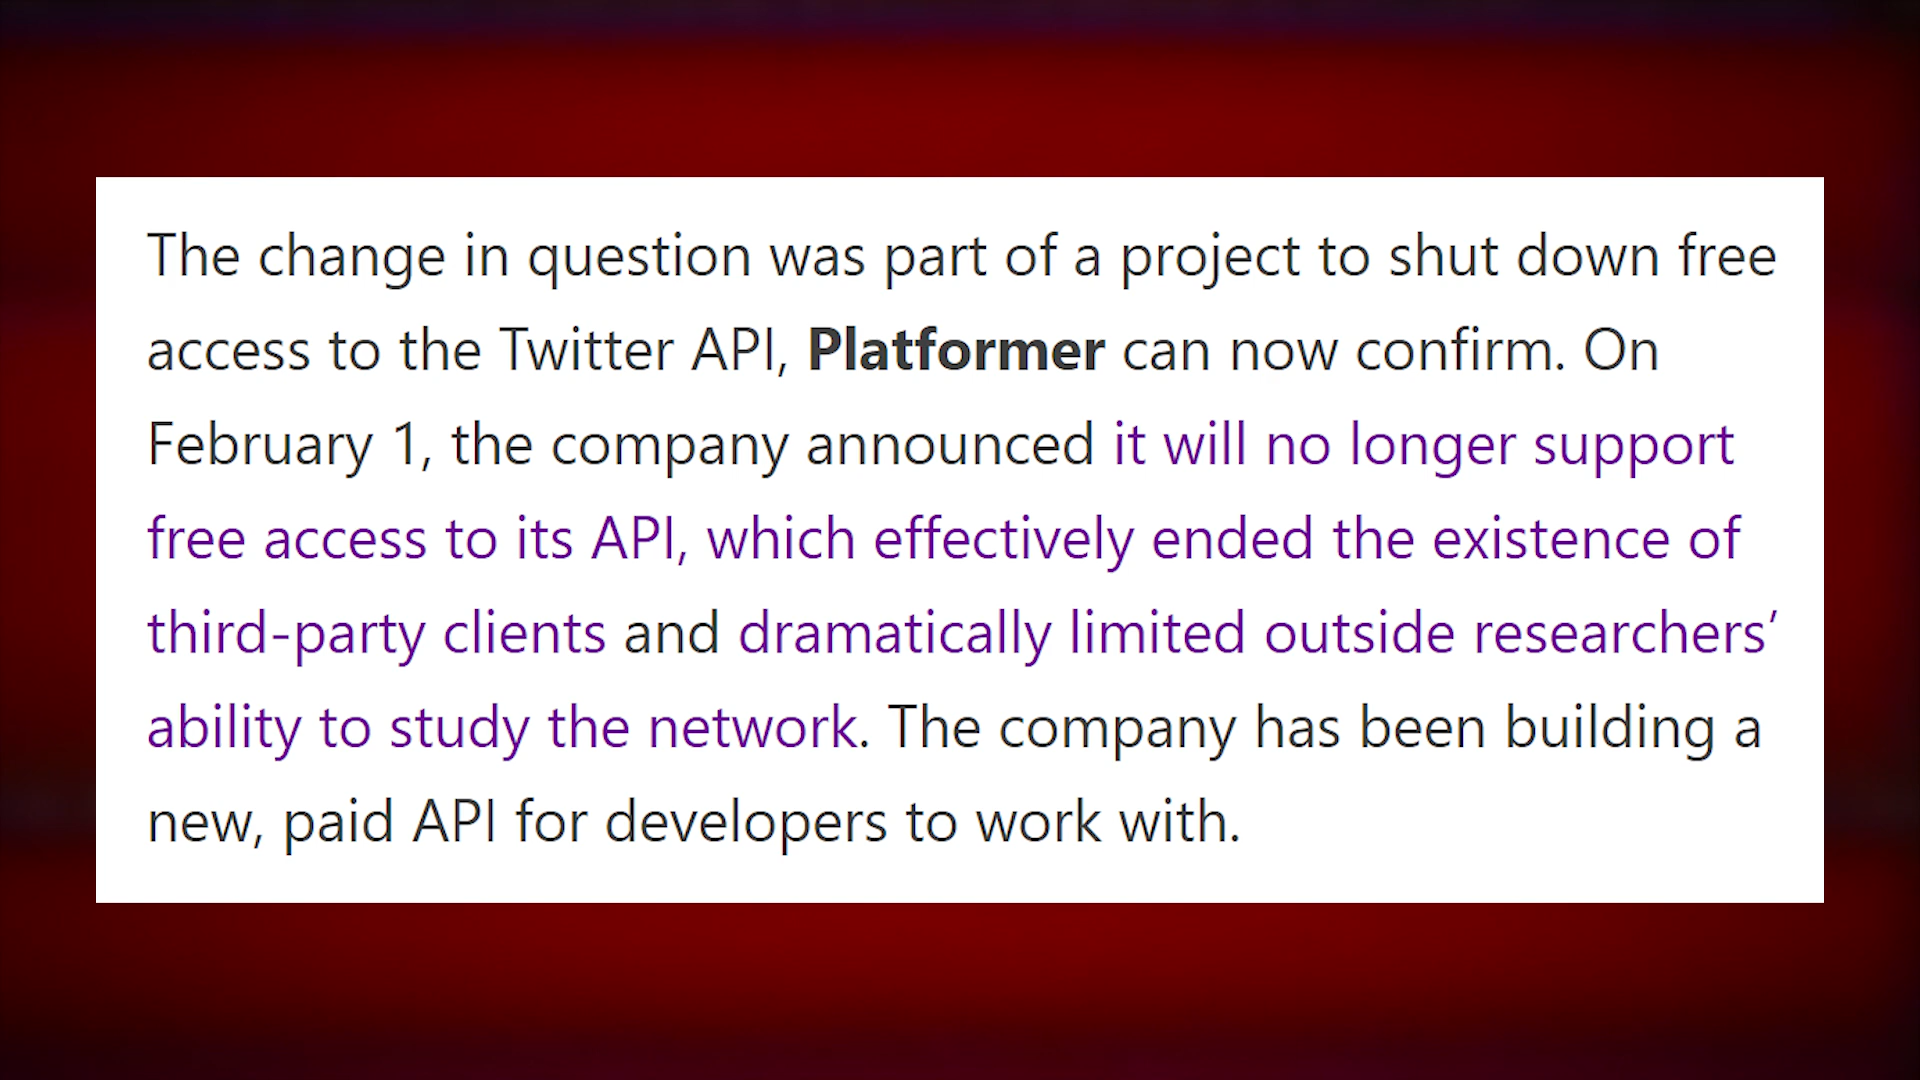 The change in question was part of a project to shut down free
access to the Twitter API, Platformer can now confirm. On
February 1, the company announced it will no longer support
free access to its API, which effectively ended the existence of
third-party clients and dramatically limited outside researchers’
ability to study the network. The company has been building a
new, paid API for developers to work with.